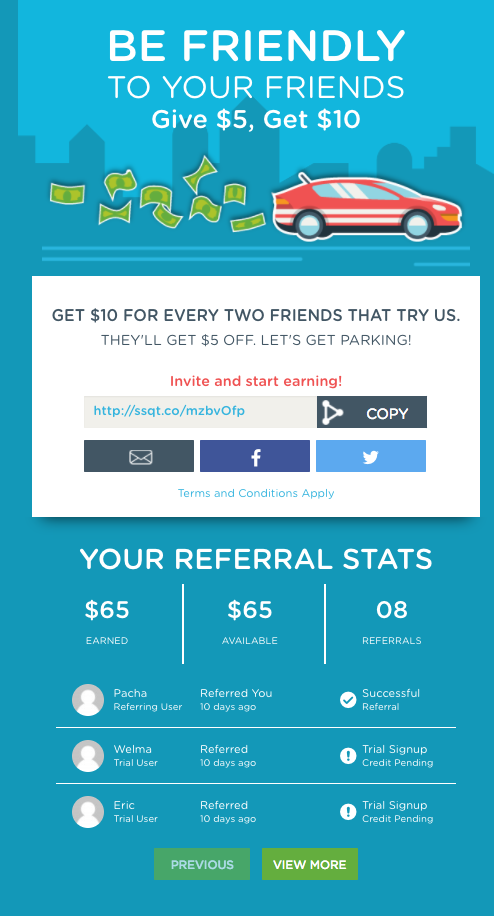 BE FRIENDLY
TO YOUR FRIENDS
Give $5, Get $10
GET $10 FOR EVERY TWO FRIENDS THAT TRY US.
THEY'LL GET $5 OFF. LET'S GET PARKING!
Invite and start earning!
http://ssqt.co/mzbvOfp
COPY
Terms and Conditions Apply
YOUR REFERRAL STATS
$65 $65 08
EARNED AVAILABLE REFERRALS
Pacha Referred You Successful
Referring User 10 days ago Referral
Welma Referred Trial Signup
Trial User 10 days ago Credit Pending
Eric Referred Trial Signup
Trial User 10 days ago Credit Pending
PREVIOUS VIEW MORE